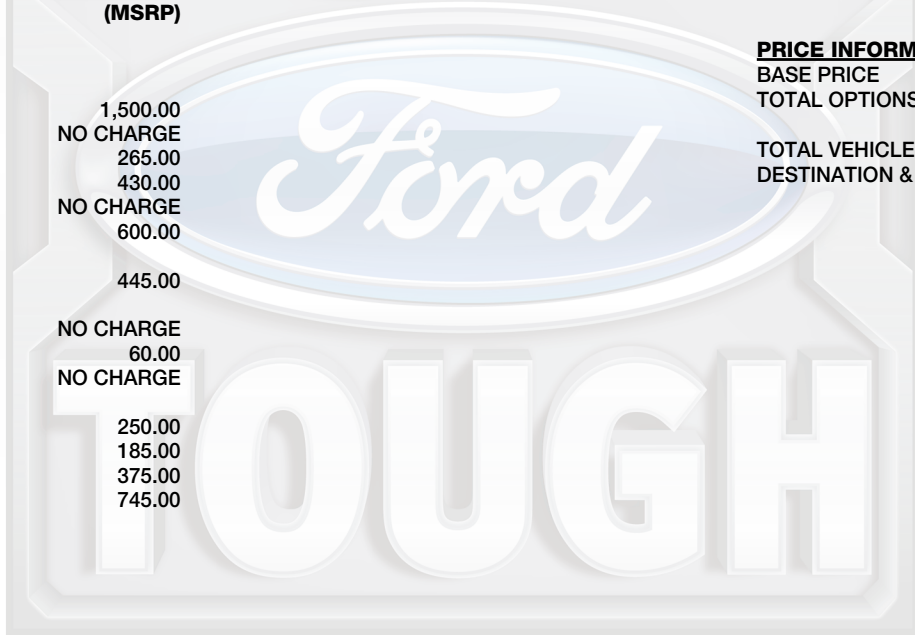 (MSRP)
1,500.00
NO CHARGE
265.00
430.00
NO CHARGE
600.00
445.00
NO CHARGE
60.00
NO CHARGE
250.00
185.00
375.00
745.00
PRICE INFORM
BASE PRICE
TOTAL OPTIONS
TOTAL VEHICLE
DESTINATION &
Ford
TOUGH